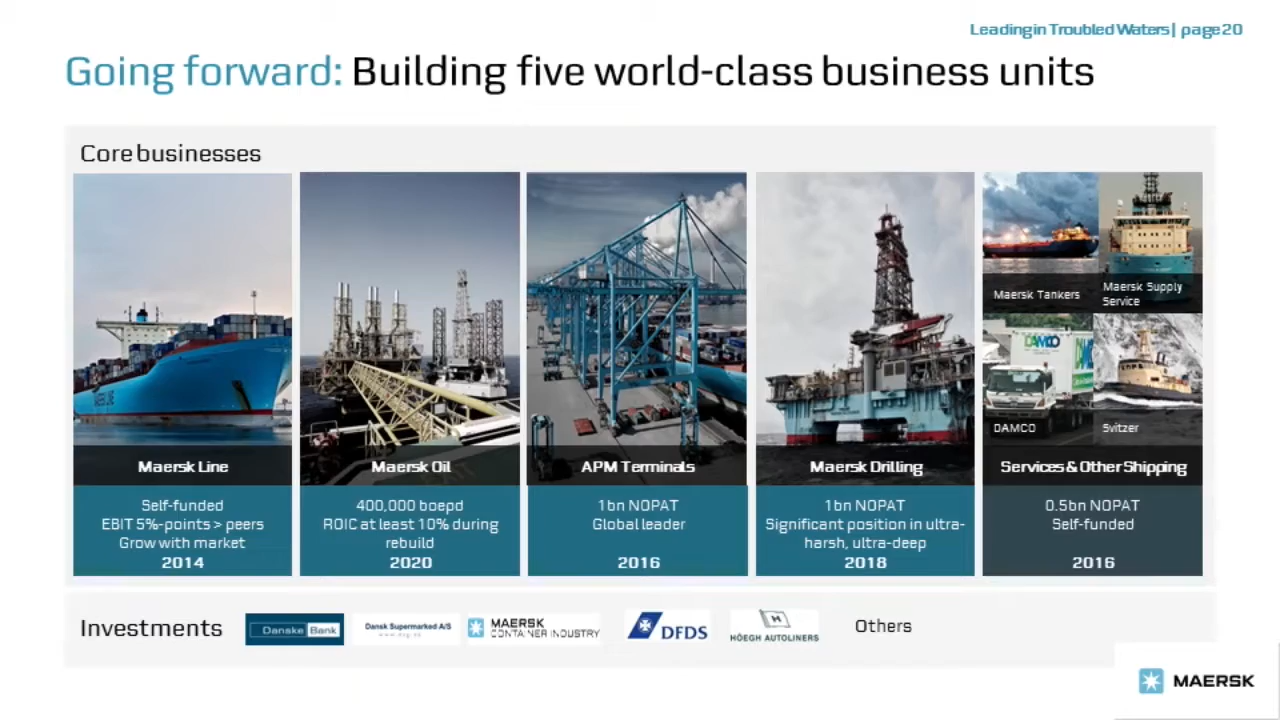 Leading in Troubled Waters | page 20
Going forward: Building five world-class business units
Core businesses
Maersk Tankers
Maersk Supply
Service
DAMCO
DAMCO
Svitzer
Maersk Line
Maersk Oil
APM Terminals
Maersk Drilling
Services & Other Shipping
Self-funded
EBIT 5%-points > peers
Grow with market
2014
400,000 boepd
ROIC at least 10% during
rebuild
2020
1bn NOPAT
Global leader
2016
1bn NOPAT
Significant position in ultra-
harsh, ultra-deep
2018
0.5bn NOPAT
Self-funded
2016
Investments
Danske Bank
Dansk Supermarked A/S
MAERSK
CONTAINER INDUSTRY
DFDS
HÖEGH AUTOLINERS
Others
MAERSK